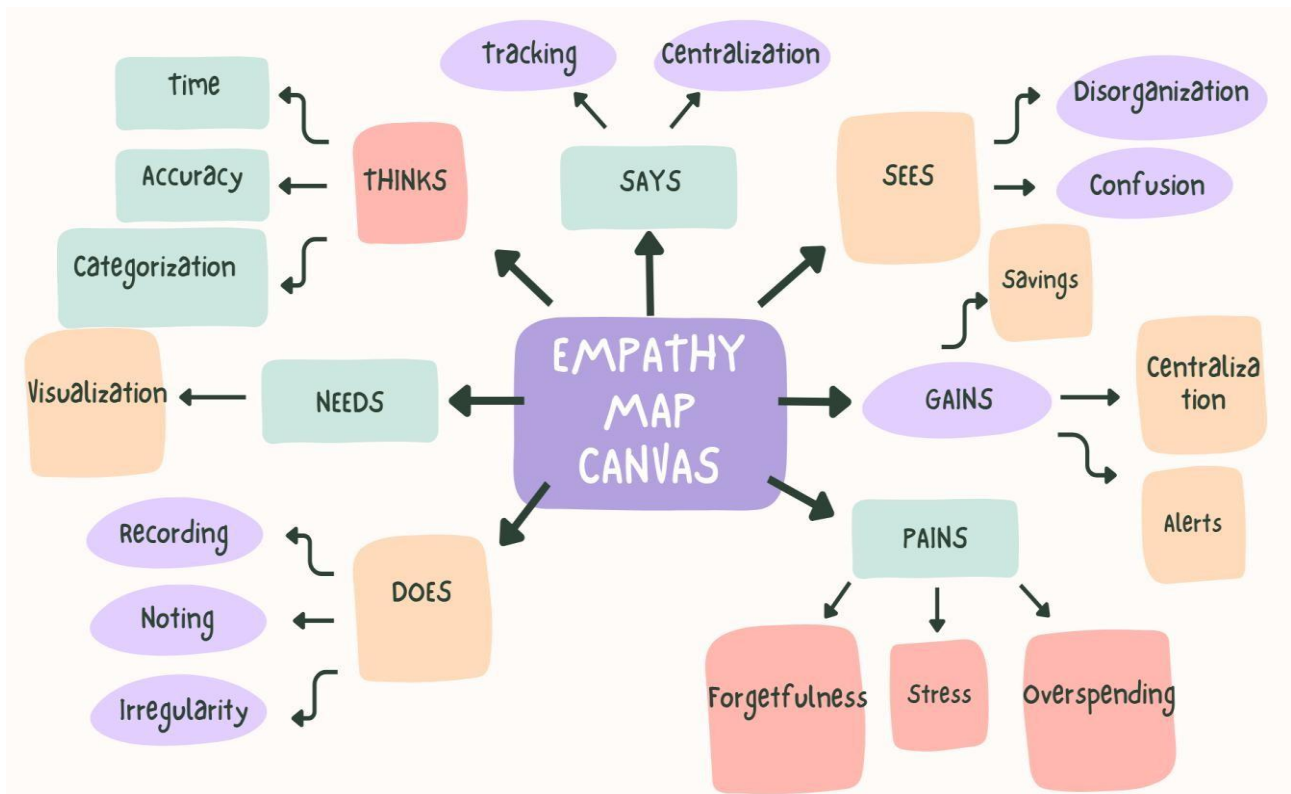 Tracking
Centralization
Time
Disorganization
THINKS
SAYS
SEES
Accuracy
Confusion
Categorization
Savings
EMPATHY
MAP
CANVAS
Visualization
NEEDS
GAINS
Centraliza
tion
Recording
Alerts
PAINS
DOES
Noting
Irregularity
Forgetfulness
Stress
Overspending